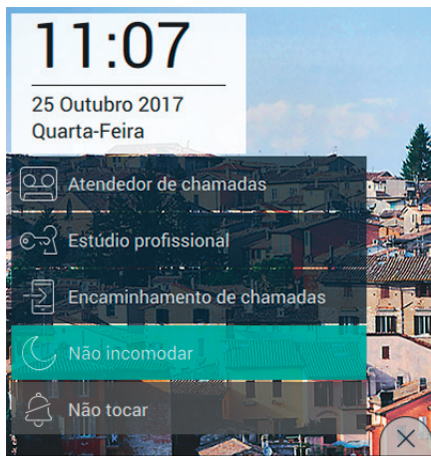 11:07
25 Outubro 2017
Quarta-Feira
Atendedor de chamadas
Estúdio profissional
Encaminhamento de chamadas
Não incomodar
Não tocar